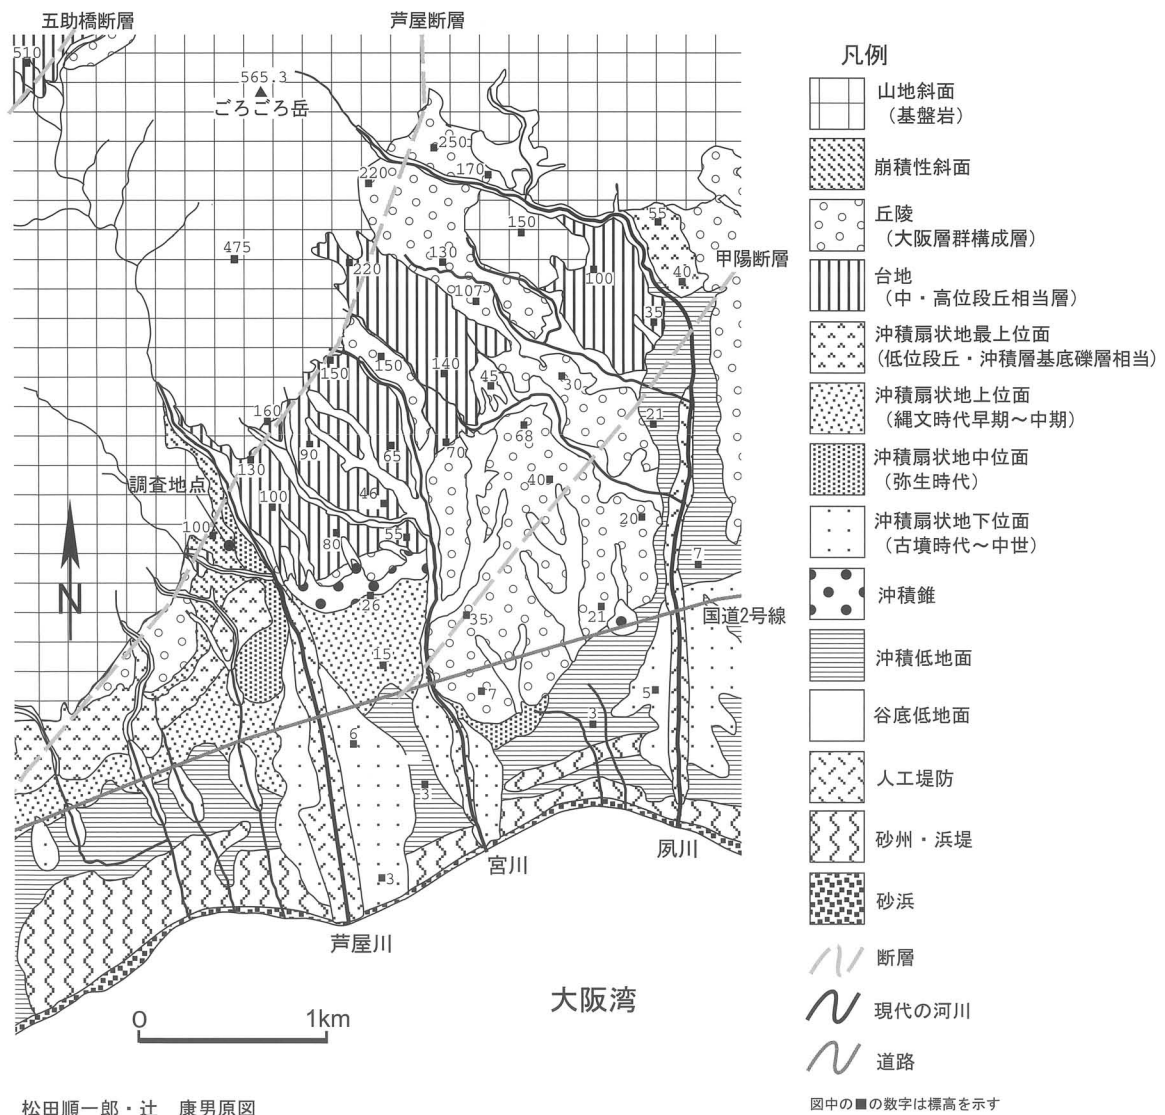 五助橋断層
芦屋断層
510
565.3
ごろごろ岳
250
170
220
55
150
475
130
甲陽断層
220
100
40
107
35
150
150
140
45
30
160
21
130
90
65
68
70
調査地点
100
46
40
100
80
55
20
7
26
N
35
21
国道2号線
15
7
5
3
6
3
3
宮川
夙川
芦屋川
大阪湾
0
1km
松田順一郎・辻　康男原図
凡例
山地斜面
（基盤岩）
崩積性斜面
丘陵
（大阪層群構成層）
台地
（中・高位段丘相当層）
沖積扇状地最上位面
（低位段丘・沖積層基底礫層相当）
沖積扇状地上位面
（縄文時代早期～中期）
沖積扇状地中位面
（弥生時代）
沖積扇状地下位面
（古墳時代～中世）
沖積錐
沖積低地面
谷底低地面
人工堤防
砂州・浜堤
砂浜
断層
現代の河川
道路
図中の■の数字は標高を示す